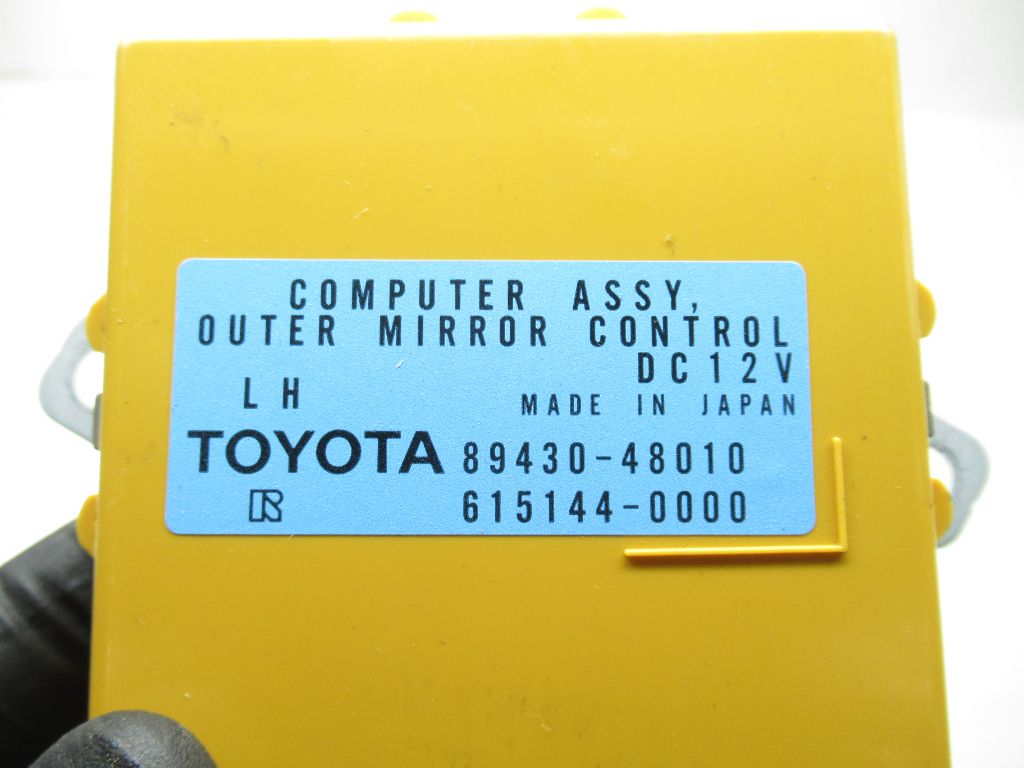 COMPUTER ASSY,
OUTER MIRROR CONTROL
DC12V
LH
MADE IN JAPAN
TOYOTA 89430-48010
R 615144-0000